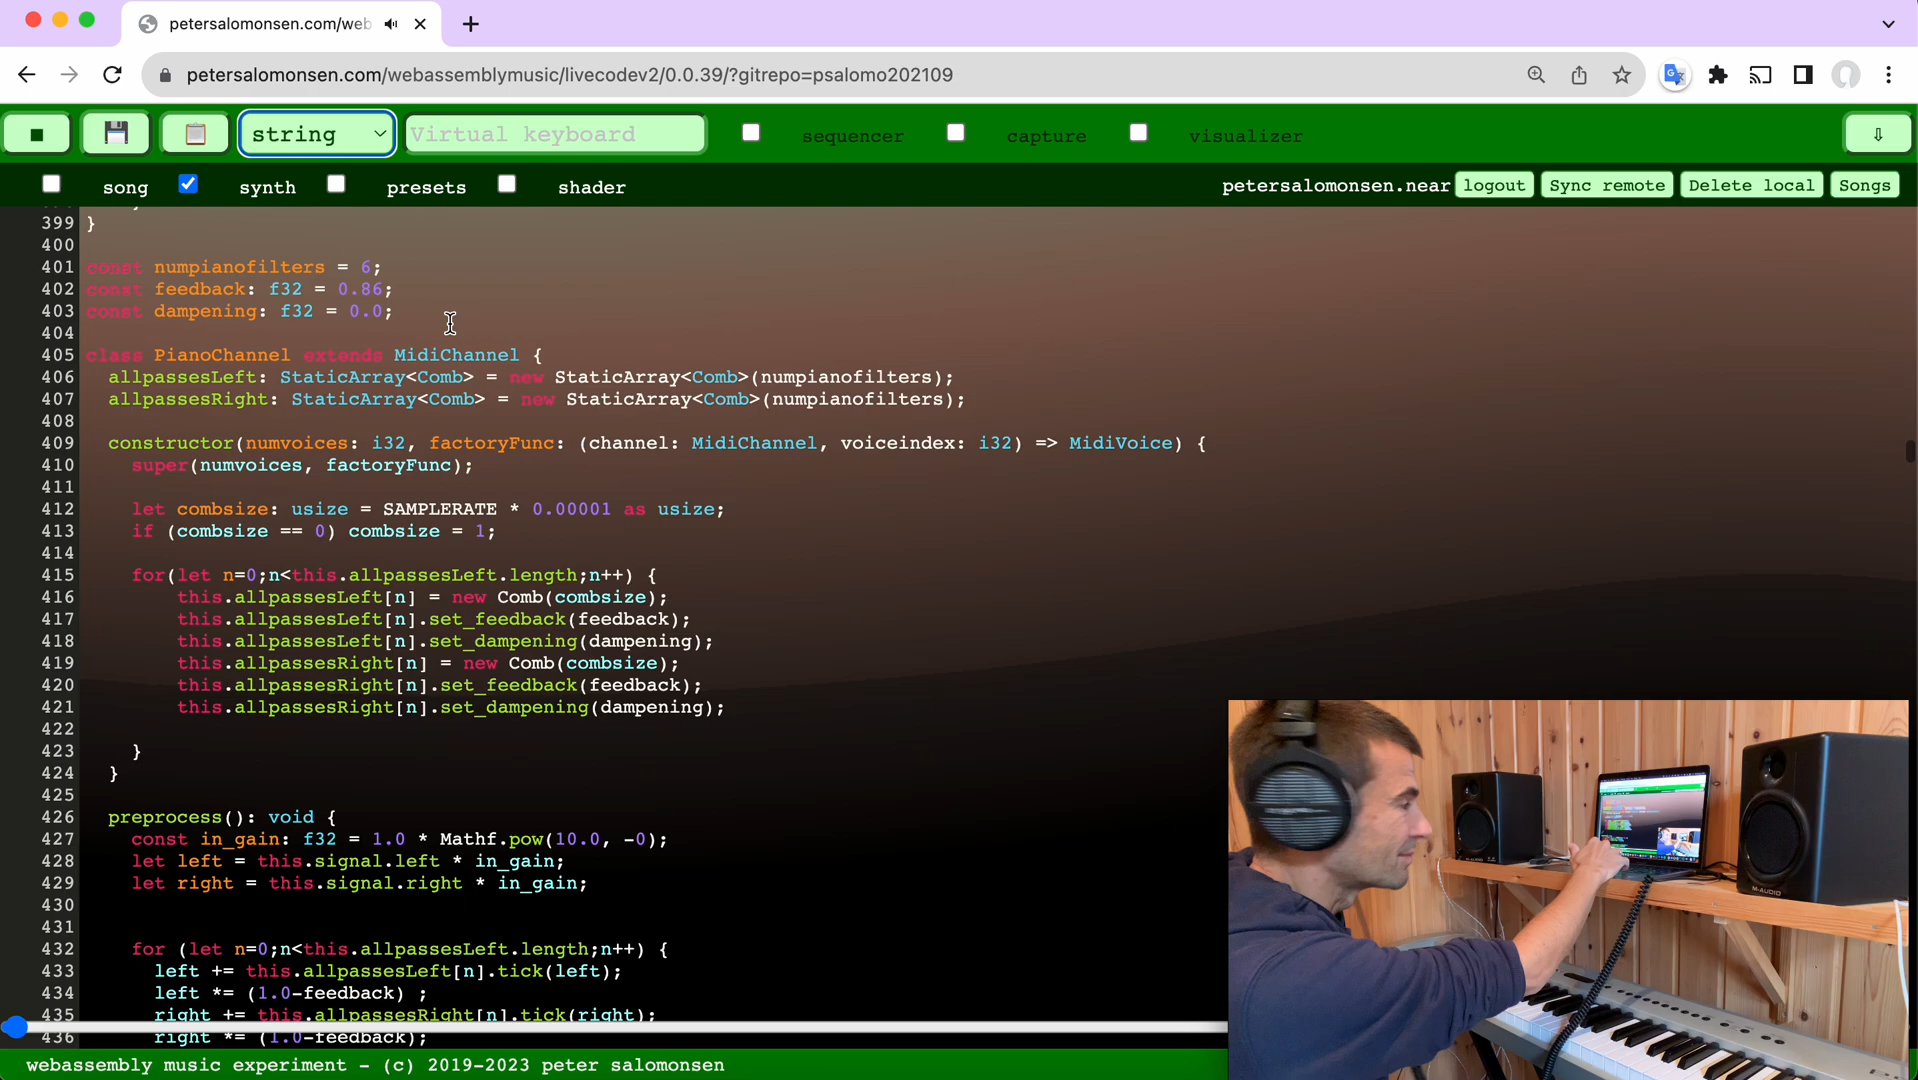 petersalomonsen.com/web
petersalomonsen.com/webassemblymusic/livecodev2/0.0.39/?gitrepo=psalomo202109
string
Virtual keyboard
sequencer
capture
visualizer
song
synth
presets
shader
petersalomonsen.near
logout
Sync remote
Delete local
Songs
399 }
400
401 const numpianofilters = 6;
402 const feedback: f32 = 0.86;
403 const dampening: f32 = 0.0;
404
405 class PianoChannel extends MidiChannel {
406 allpassesLeft: StaticArray<Comb> = new StaticArray<Comb>(numpianofilters);
407 allpassesRight: StaticArray<Comb> = new StaticArray<Comb>(numpianofilters);
408
409 constructor(numvoices: i32, factoryFunc: (channel: MidiChannel, voiceindex: i32) => MidiVoice) {
410 super(numvoices, factoryFunc);
411
412 let combsize: usize = SAMPLERATE * 0.00001 as usize;
413 if (combsize == 0) combsize = 1;
414
415 for(let n=0;n<this.allpassesLeft.length;n++) {
416 this.allpassesLeft[n] = new Comb(combsize);
417 this.allpassesLeft[n].set_feedback(feedback);
418 this.allpassesLeft[n].set_dampening(dampening);
419 this.allpassesRight[n] = new Comb(combsize);
420 this.allpassesRight[n].set_feedback(feedback);
421 this.allpassesRight[n].set_dampening(dampening);
422
423 }
424 }
425
426 preprocess(): void {
427 const in_gain: f32 = 1.0 * Mathf.pow(10.0, -0);
428 let left = this.signal.left * in_gain;
429 let right = this.signal.right * in_gain;
430
431
432 for (let n=0;n<this.allpassesLeft.length;n++) {
433 left += this.allpassesLeft[n].tick(left);
434 left *= (1.0-feedback) ;
435 right += this.allpassesRight[n].tick(right);
436 right *= (1.0-feedback);
webassembly music experiment - (c) 2019-2023 peter salomonsen
M-AUDIO